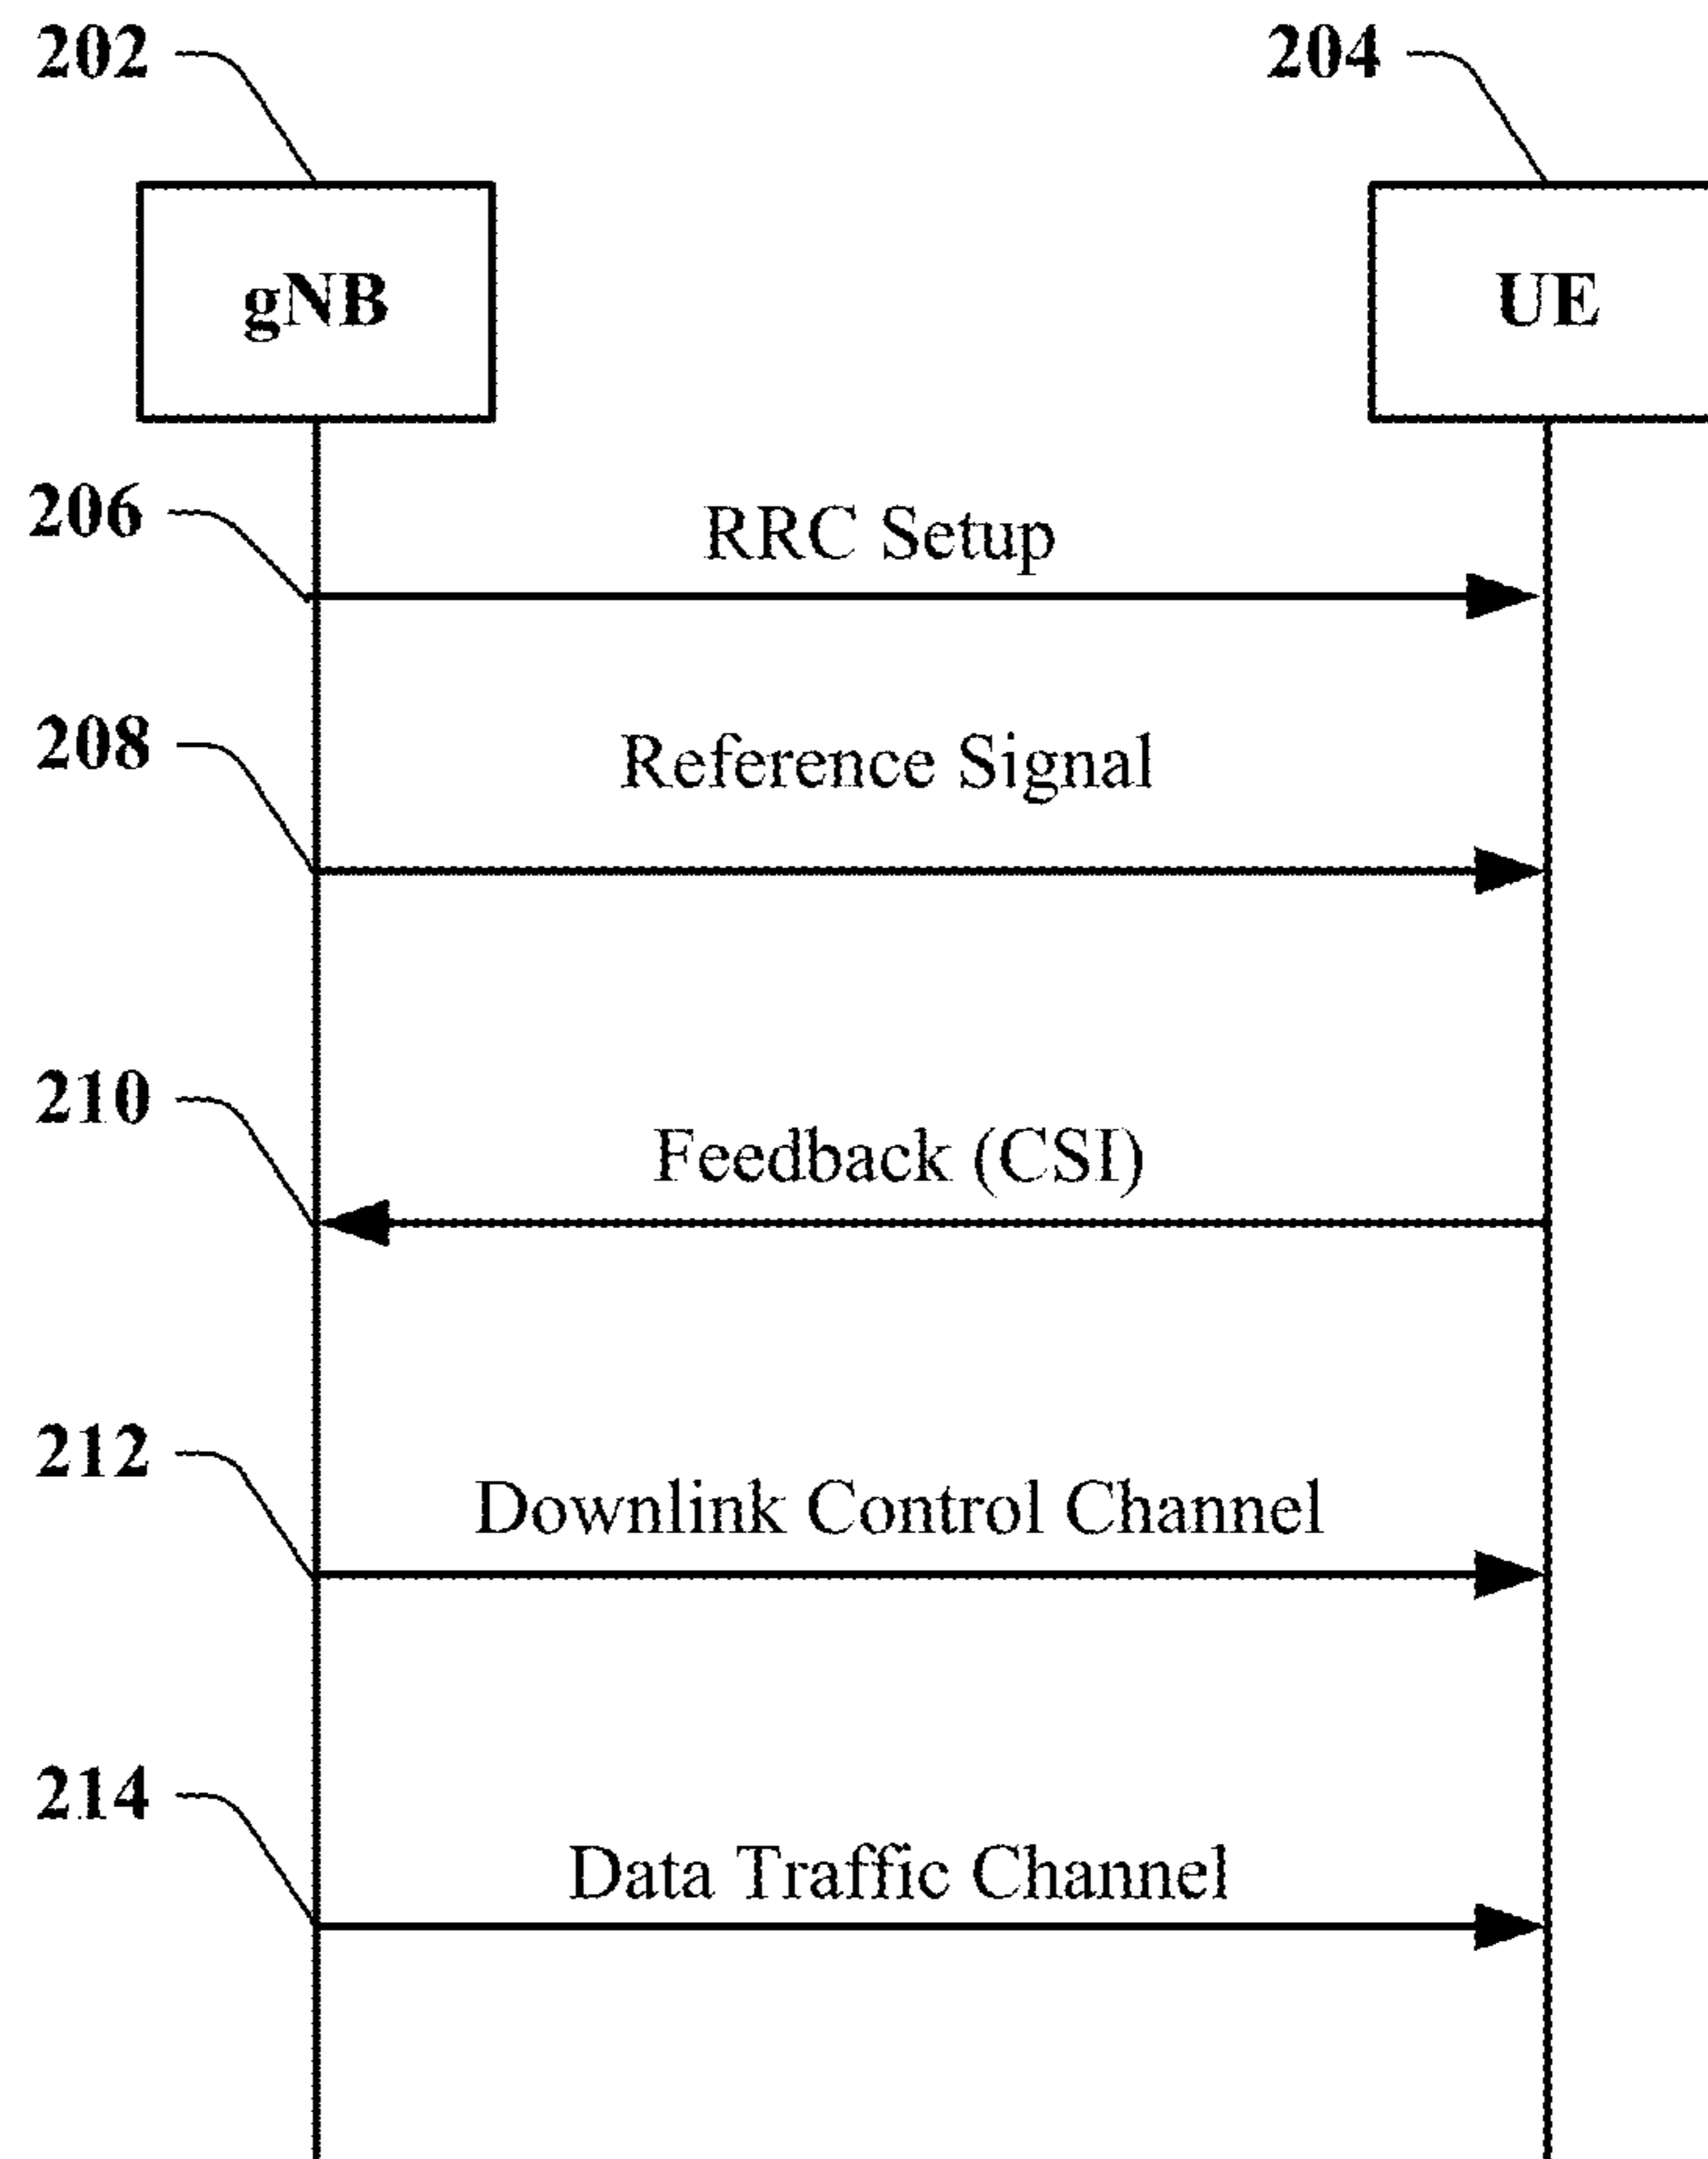 202
204
gNB
UE
206
RRC Setup
208
Reference Signal
210
Feedback (CSI)
212
Downlink Control Channel
214
Data Traffic Channel